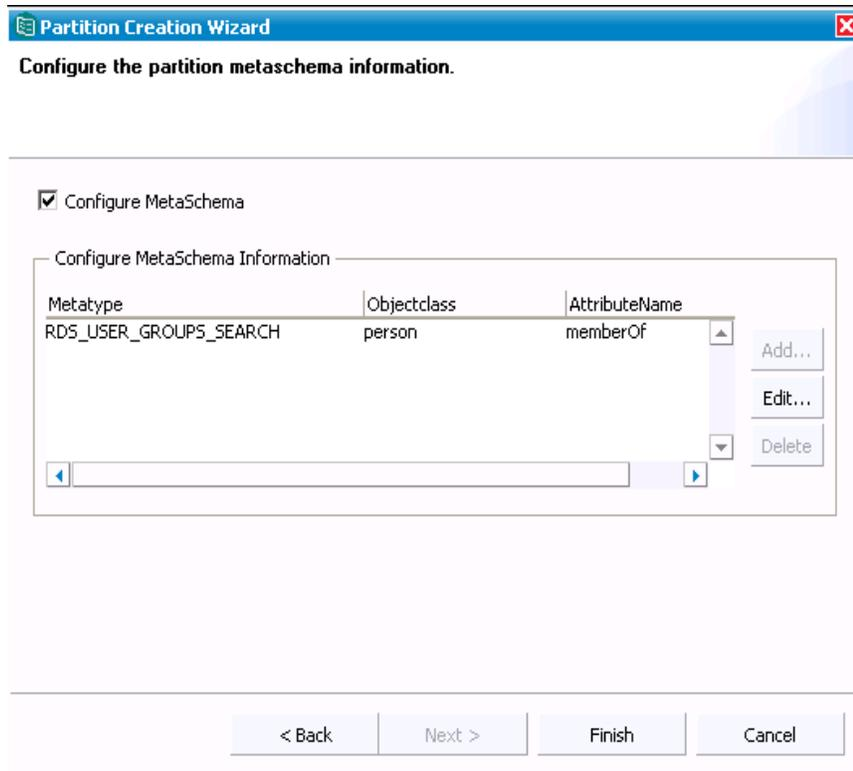 Partition Creation Wizard
Configure the partition metaschema information.
Configure MetaSchema
Configure MetaSchema Information
Metatype Objectclass AttributeName
RDS_USER_GROUPS_SEARCH person memberOf
Add...
Edit...
Delete
< Back Next > Finish Cancel